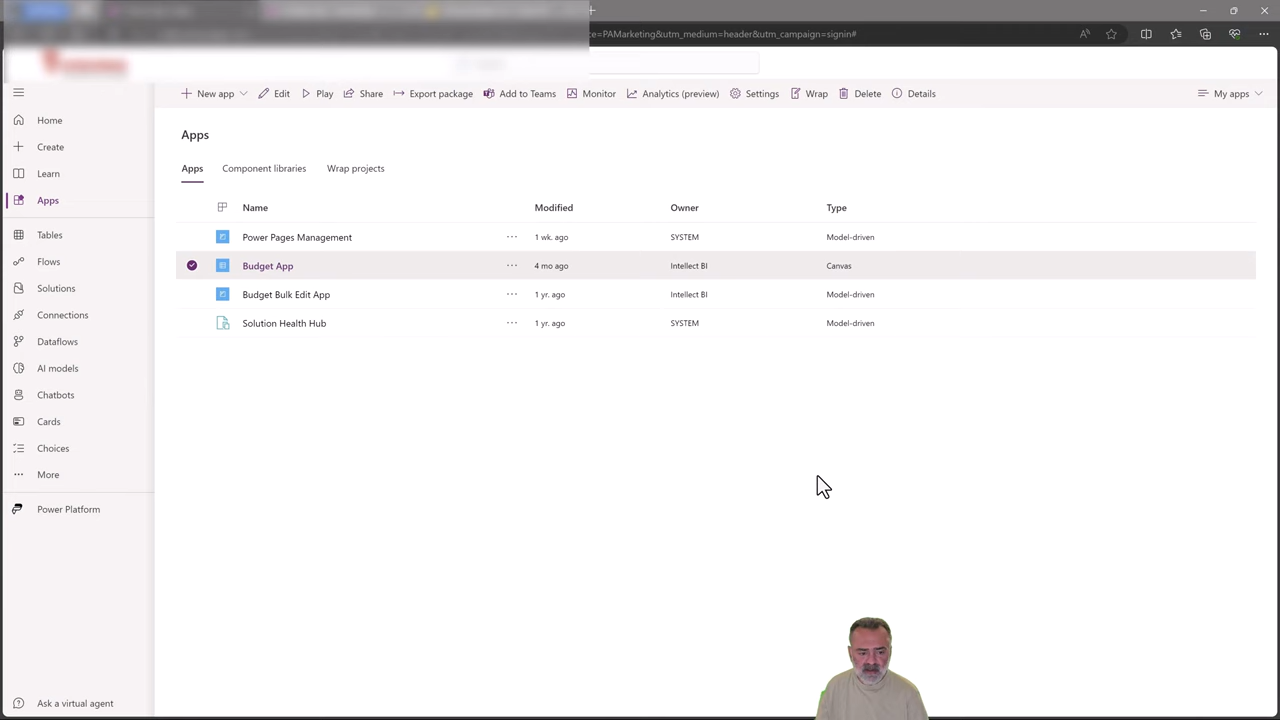 ce=PAMarketing&utm_medium=header&utm_campaign=signin#
New app Edit Play Share Export package Add to Teams Monitor Analytics (preview) Settings Wrap Delete Details My apps
Home
Create
Learn
Apps
Tables
Flows
Solutions
Connections
Dataflows
AI models
Chatbots
Cards
Choices
More
Power Platform
Ask a virtual agent
Apps
Apps Component libraries Wrap projects
Name Modified Owner Type
Power Pages Management ... 1 wk. ago SYSTEM Model-driven
Budget App ... 4 mo ago Intellect BI Canvas
Budget Bulk Edit App ... 1 yr. ago Intellect BI Model-driven
Solution Health Hub ... 1 yr. ago SYSTEM Model-driven